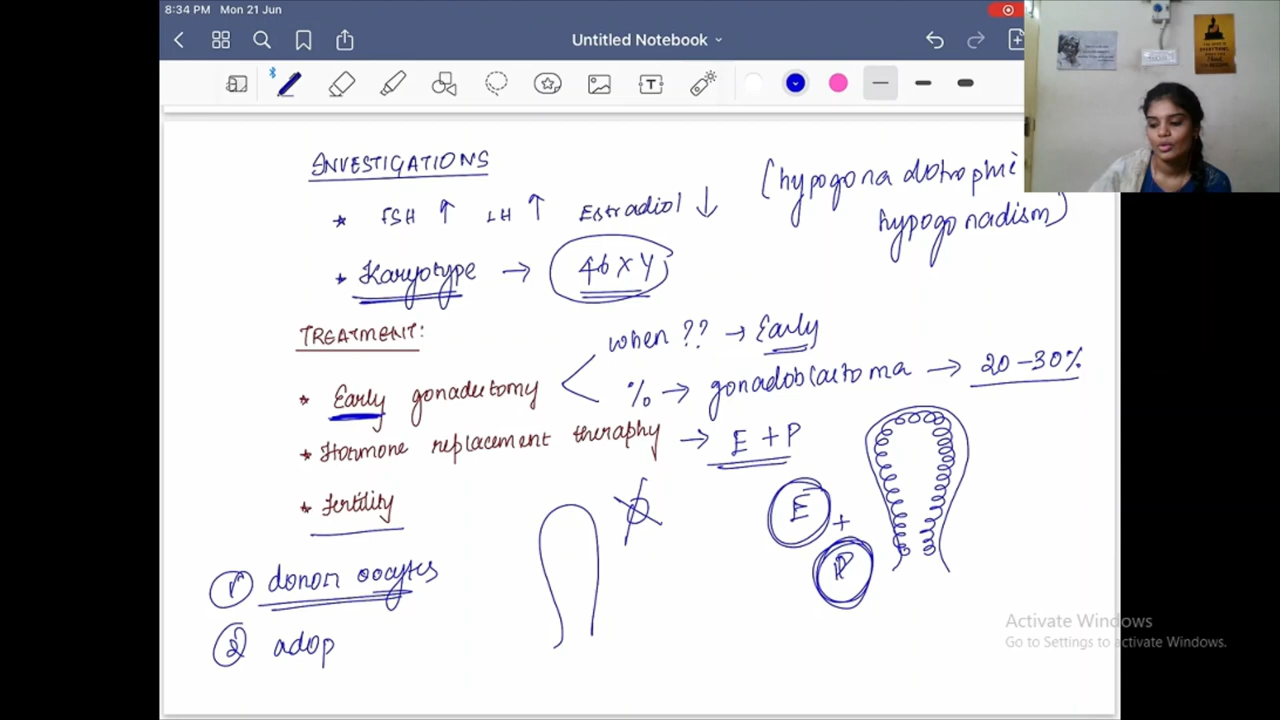 8:34 PM Mon 21 Jun
Untitled Notebook
INVESTIGATIONS
(hypogonadotrophic
hypogonadism)
* FSH ↑ LH ↑ Estradiol ↓
* Karyotype → 46 XY
TREATMENT:
when ?? → Early
* Early gonadectomy
% → gonadoblastoma → 20-30%
* Hormone replacement theraphy → E + P
* Fertility
E
+
P
① donor oocytes
② adop
Activate Windows
Go to Settings to activate Windows.